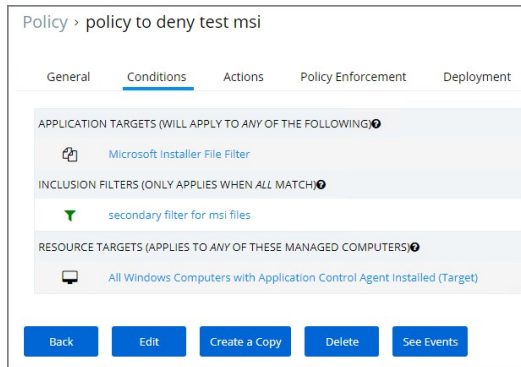 Policy › policy to deny test msi
General Conditions Actions Policy Enforcement Deployment
APPLICATION TARGETS (WILL APPLY TO ANY OF THE FOLLOWING)
Microsoft Installer File Filter
INCLUSION FILTERS (ONLY APPLIES WHEN ALL MATCH)
secondary filter for msi files
RESOURCE TARGETS (APPLIES TO ANY OF THESE MANAGED COMPUTERS)
All Windows Computers with Application Control Agent Installed (Target)
Back Edit Create a Copy Delete See Events